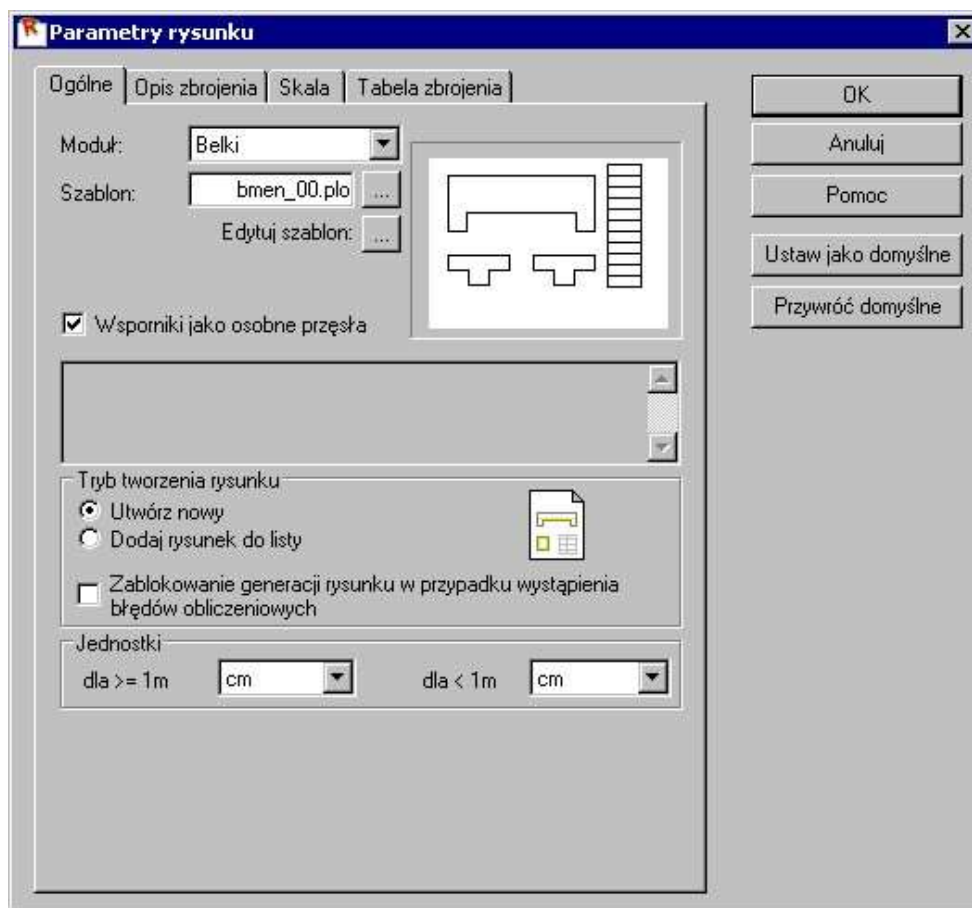 Parametry rysunku
Ogólne Opis zbrojenia Skala Tabela zbrojenia
OK
Moduł: Belki
Anuluj
Szablon: bmen_00.plo ...
Pomoc
Edytuj szablon: ...
Ustaw jako domyślne
Przywróć domyślne
Wsporniki jako osobne przęsła
Tryb tworzenia rysunku
Utwórz nowy
Dodaj rysunek do listy
Zablokowanie generacji rysunku w przypadku wystąpienia
błędów obliczeniowych
Jednostki
dla >= 1m cm dla < 1m cm